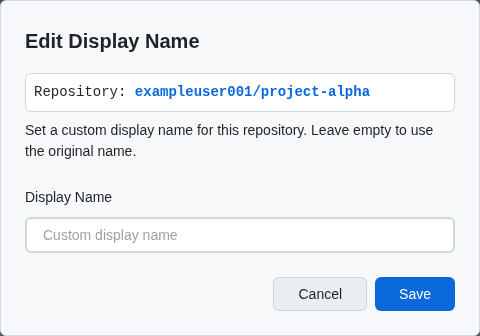 Edit Display Name
Repository: exampleuser001/project-alpha
Set a custom display name for this repository. Leave empty to use
the original name.
Display Name
Custom display name
Cancel Save